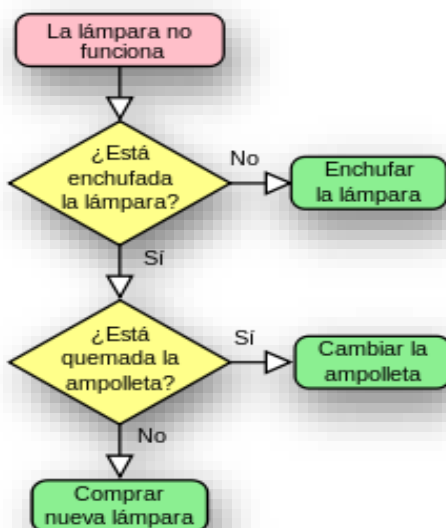 La lámpara no
funciona
¿Está
enchufada
la lámpara?
No
Enchufar
la lámpara
Sí
¿Está
quemada la
ampolleta?
Sí
Cambiar la
ampolleta
No
Comprar
nueva lámpara